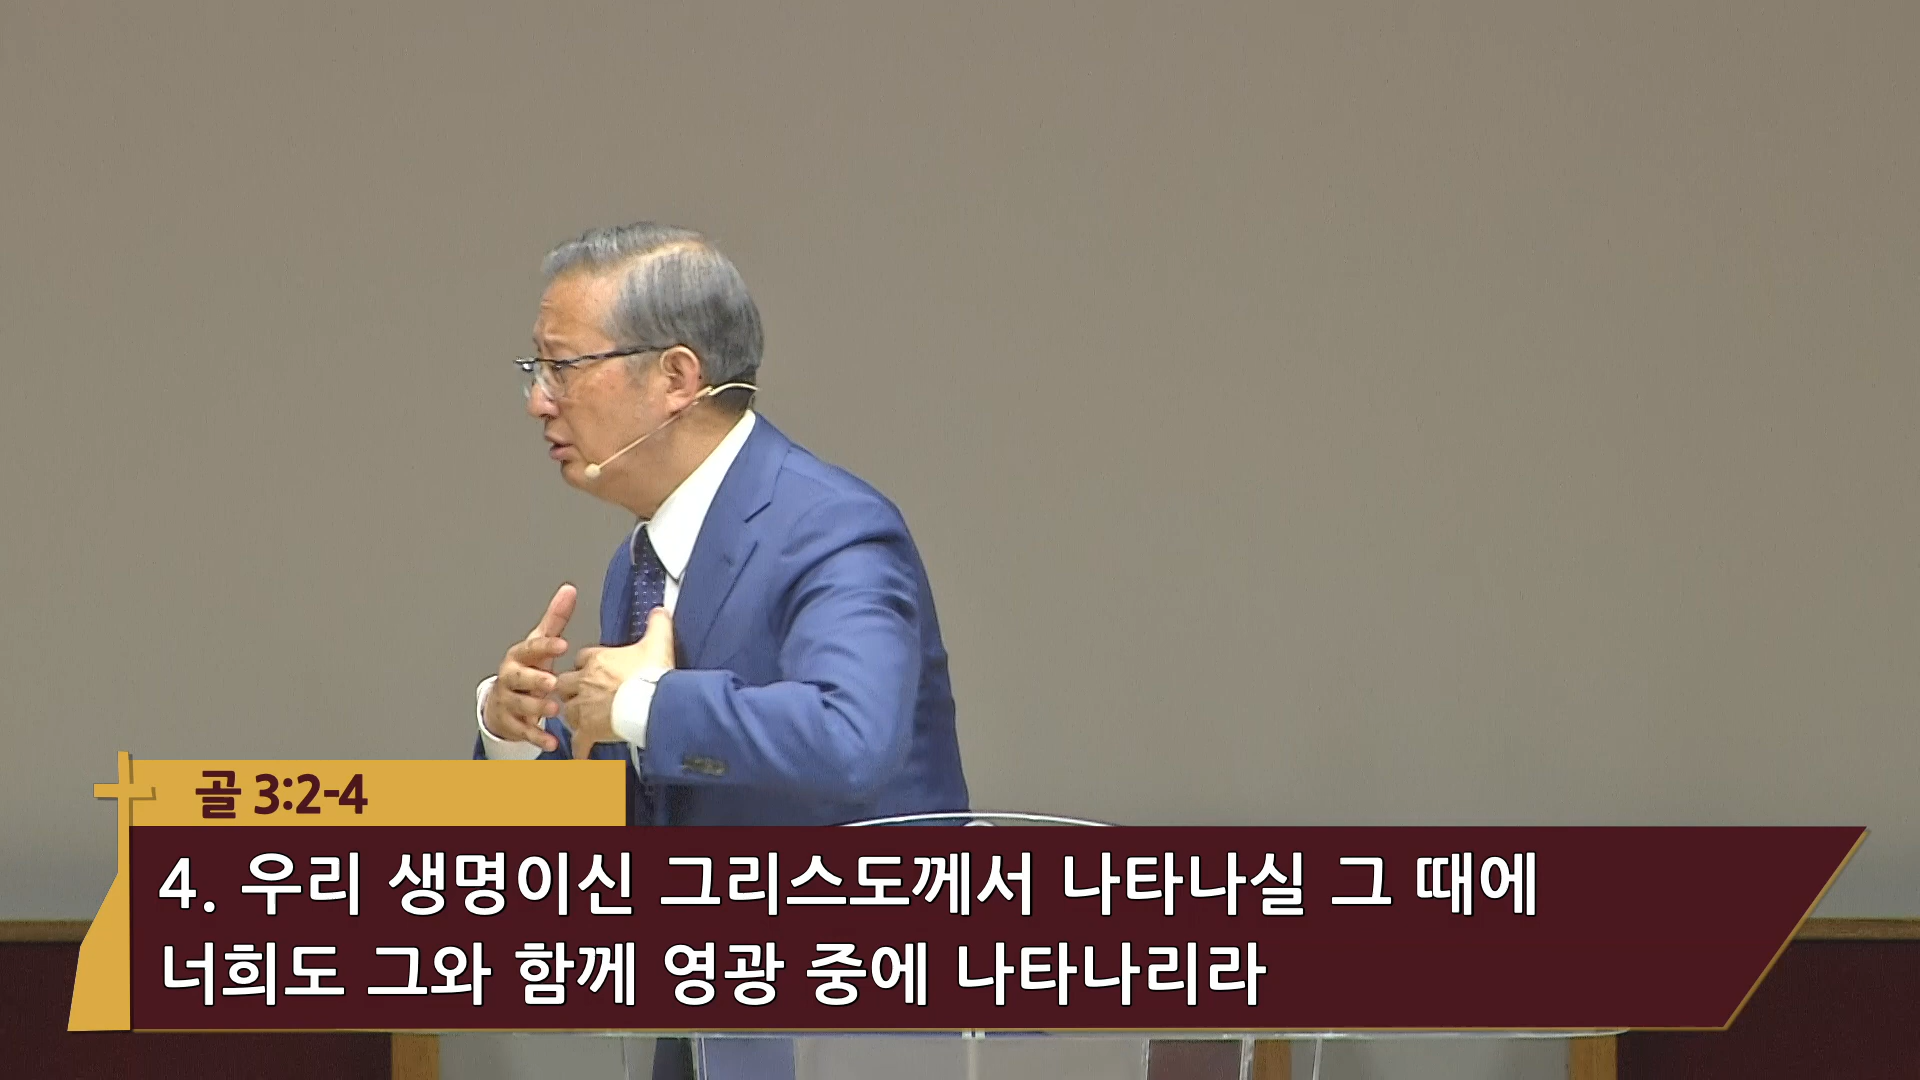 골 3:2-4
4. 우리 생명이신 그리스도께서 나타나실 그 때에
너희도 그와 함께 영광 중에 나타나리라